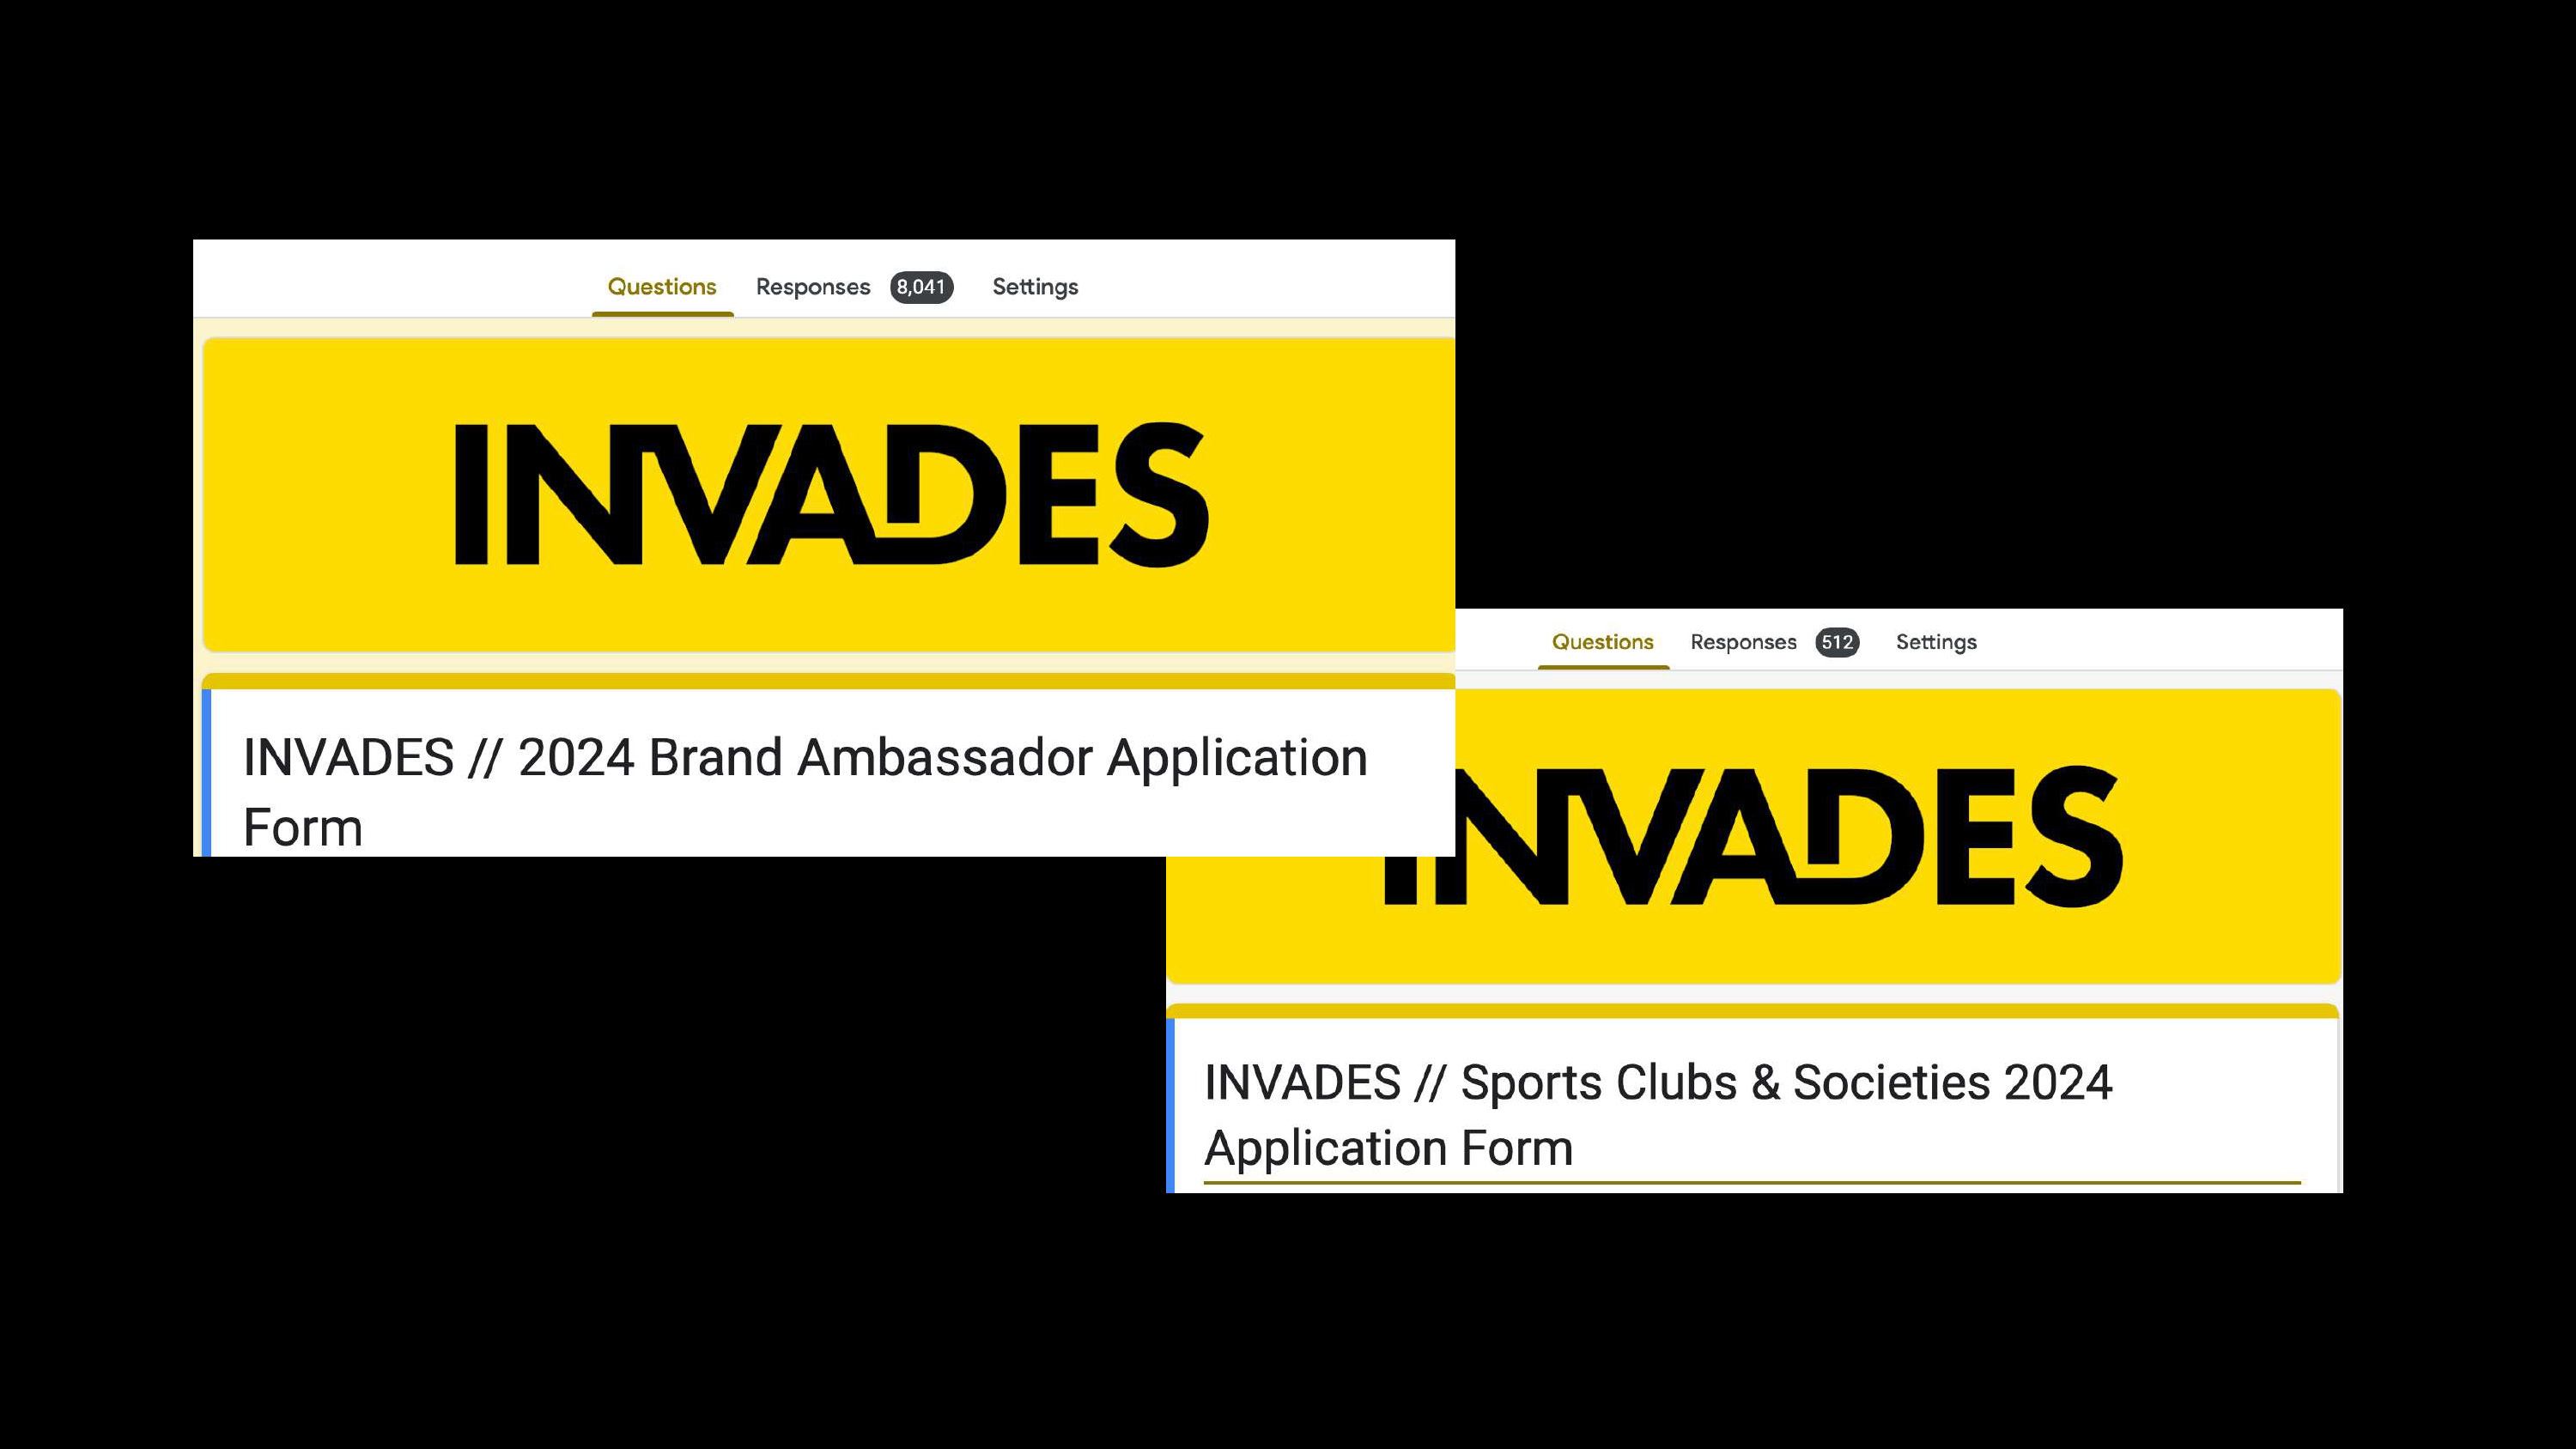 Questions Responses 8,041 Settings
INVADES
INVADES // 2024 Brand Ambassador Application
Form
Questions Responses 512 Settings
INVADES
INVADES // Sports Clubs & Societies 2024
Application Form